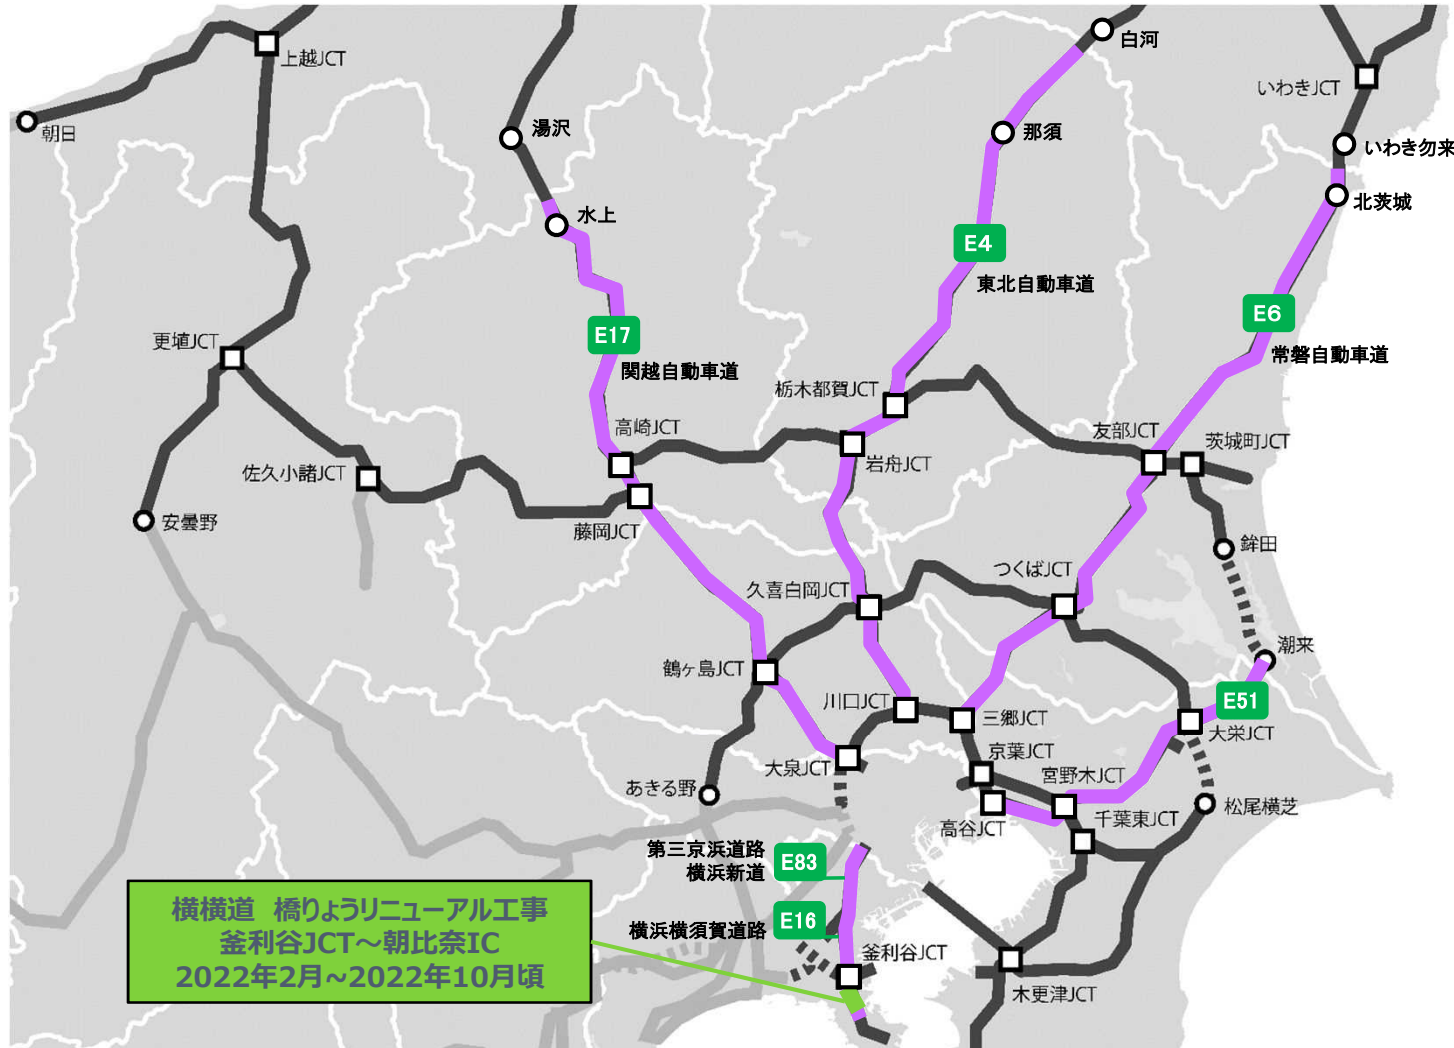 白河
上越JCT
いわきJCT
朝日
湯沢
那須
いわき勿来
北茨城
水上
E4
東北自動車道
E6
常磐自動車道
E17
関越自動車道
更埴JCT
栃木都賀JCT
高崎JCT
友部JCT
茨城町JCT
岩舟JCT
佐久小諸JCT
安曇野
藤岡JCT
鉾田
つくばJCT
久喜白岡JCT
潮来
鶴ヶ島JCT
川口JCT
E51
三郷JCT
大栄JCT
京葉JCT
大泉JCT
宮野木JCT
あきる野
松尾横芝
高谷JCT
千葉東JCT
第三京浜道路
横浜新道
E83
E16
横浜横須賀道路
釜利谷JCT
木更津JCT
横横道 橋りょうリニューアル工事
釜利谷JCT～朝比奈IC
2022年2月～2022年10月頃